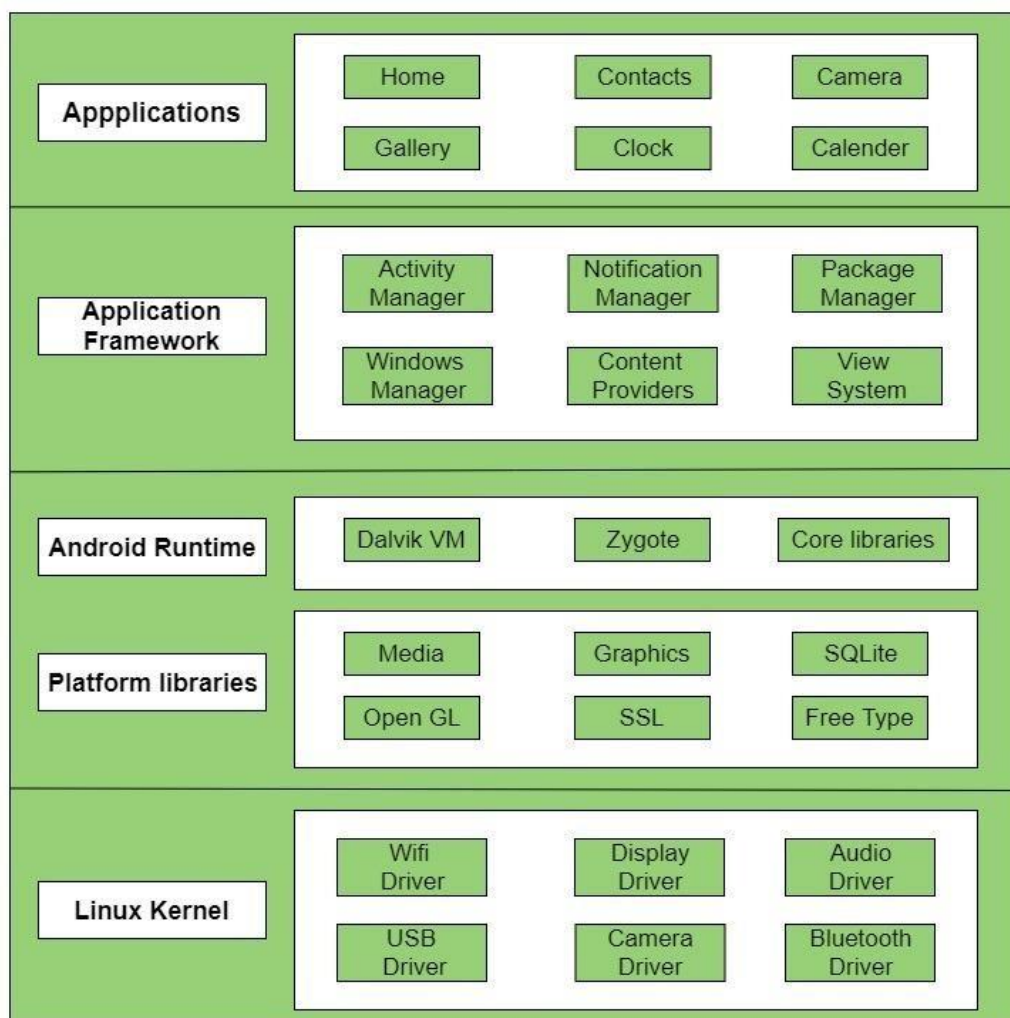 Appplications
Home
Contacts
Camera
Gallery
Clock
Calender
Application
Framework
Activity
Manager
Notification
Manager
Package
Manager
Windows
Manager
Content
Providers
View
System
Android Runtime
Dalvik VM
Zygote
Core libraries
Platform libraries
Media
Graphics
SQLite
Open GL
SSL
Free Type
Linux Kernel
Wifi
Driver
Display
Driver
Audio
Driver
USB
Driver
Camera
Driver
Bluetooth
Driver